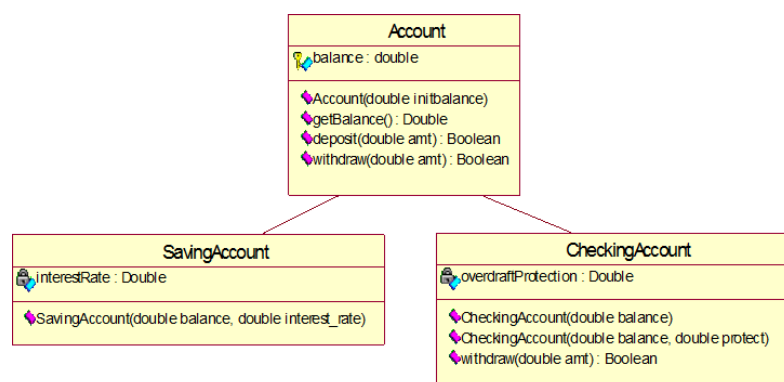 Account
balance : double
Account(double initbalance)
getBalance() : Double
deposit(double amt) : Boolean
withdraw(double amt) : Boolean
SavingAccount
interestRate : Double
SavingAccount(double balance, double interest_rate)
CheckingAccount
overdraftProtection : Double
CheckingAccount(double balance)
CheckingAccount(double balance, double protect)
withdraw(double amt) : Boolean